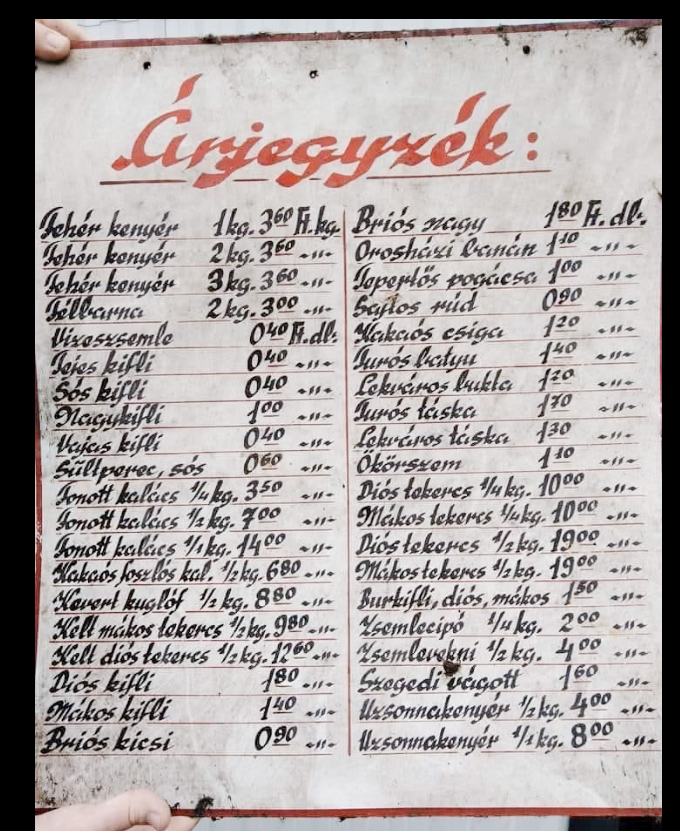 Árjegyzék:
Fehér kenyér 1 kg. 3⁶⁰ Ft. kg.
Fehér kenyér 2 kg. 3⁶⁰ -„-
Fehér kenyér 3 kg. 3⁶⁰ -„-
Félbarna 2 kg. 3⁰⁰ -„-
Vizeszsemle 0⁴⁰ Ft. db.
Tejes kifli 0⁴⁰ -„-
Sós kifli 0⁴⁰ -„-
Nagykifli 1⁰⁰ -„-
Vajas kifli 0⁴⁰ -„-
Sültperec, sós 0⁶⁰ -„-
Fonott kalács 1/4 kg. 3⁵⁰ -„-
Fonott kalács 1/2 kg. 7⁰⁰ -„-
Fonott kalács 1/1 kg. 14⁰⁰ -„-
Kakaós foszlós kal. 1/2 kg. 6⁸⁰ -„-
Kevert kuglóf 1/2 kg. 8⁸⁰ -„-
Kelt mákos tekercs 1/2 kg. 9⁸⁰ -„-
Kelt diós tekercs 1/2 kg. 12⁶⁰ -„-
Diós kifli 1⁸⁰ -„-
Mákos kifli 1⁴⁰ -„-
Briós kicsi 0⁹⁰ -„-
Briós nagy 1⁸⁰ Ft. db.
Orosházi banán 1¹⁰ -„-
Tepertős pogácsa 1⁰⁰ -„-
Sajtos rúd 0⁹⁰ -„-
Kakaós csiga 1²⁰ -„-
Turós batyu 1⁴⁰ -„-
Lekváros bukta 1²⁰ -„-
Turós táska 1⁷⁰ -„-
Lekváros táska 1³⁰ -„-
Ökörszem 1¹⁰ -„-
Diós tekercs 1/4 kg. 10⁰⁰ -„-
Mákos tekercs 1/4 kg. 10⁰⁰ -„-
Diós tekercs 1/2 kg. 19⁰⁰ -„-
Mákos tekercs 1/2 kg. 19⁰⁰ -„-
Burkifli, diós, mákos 1⁵⁰ -„-
Zsemlecipó 1/4 kg. 2⁰⁰ -„-
Zsemlevekni 1/2 kg. 4⁰⁰ -„-
Szegedi vágott 1⁶⁰ -„-
Uzsonnakenyér 1/2 kg. 4⁰⁰ -„-
Uzsonnakenyér 1/1 kg. 8⁰⁰ -„-